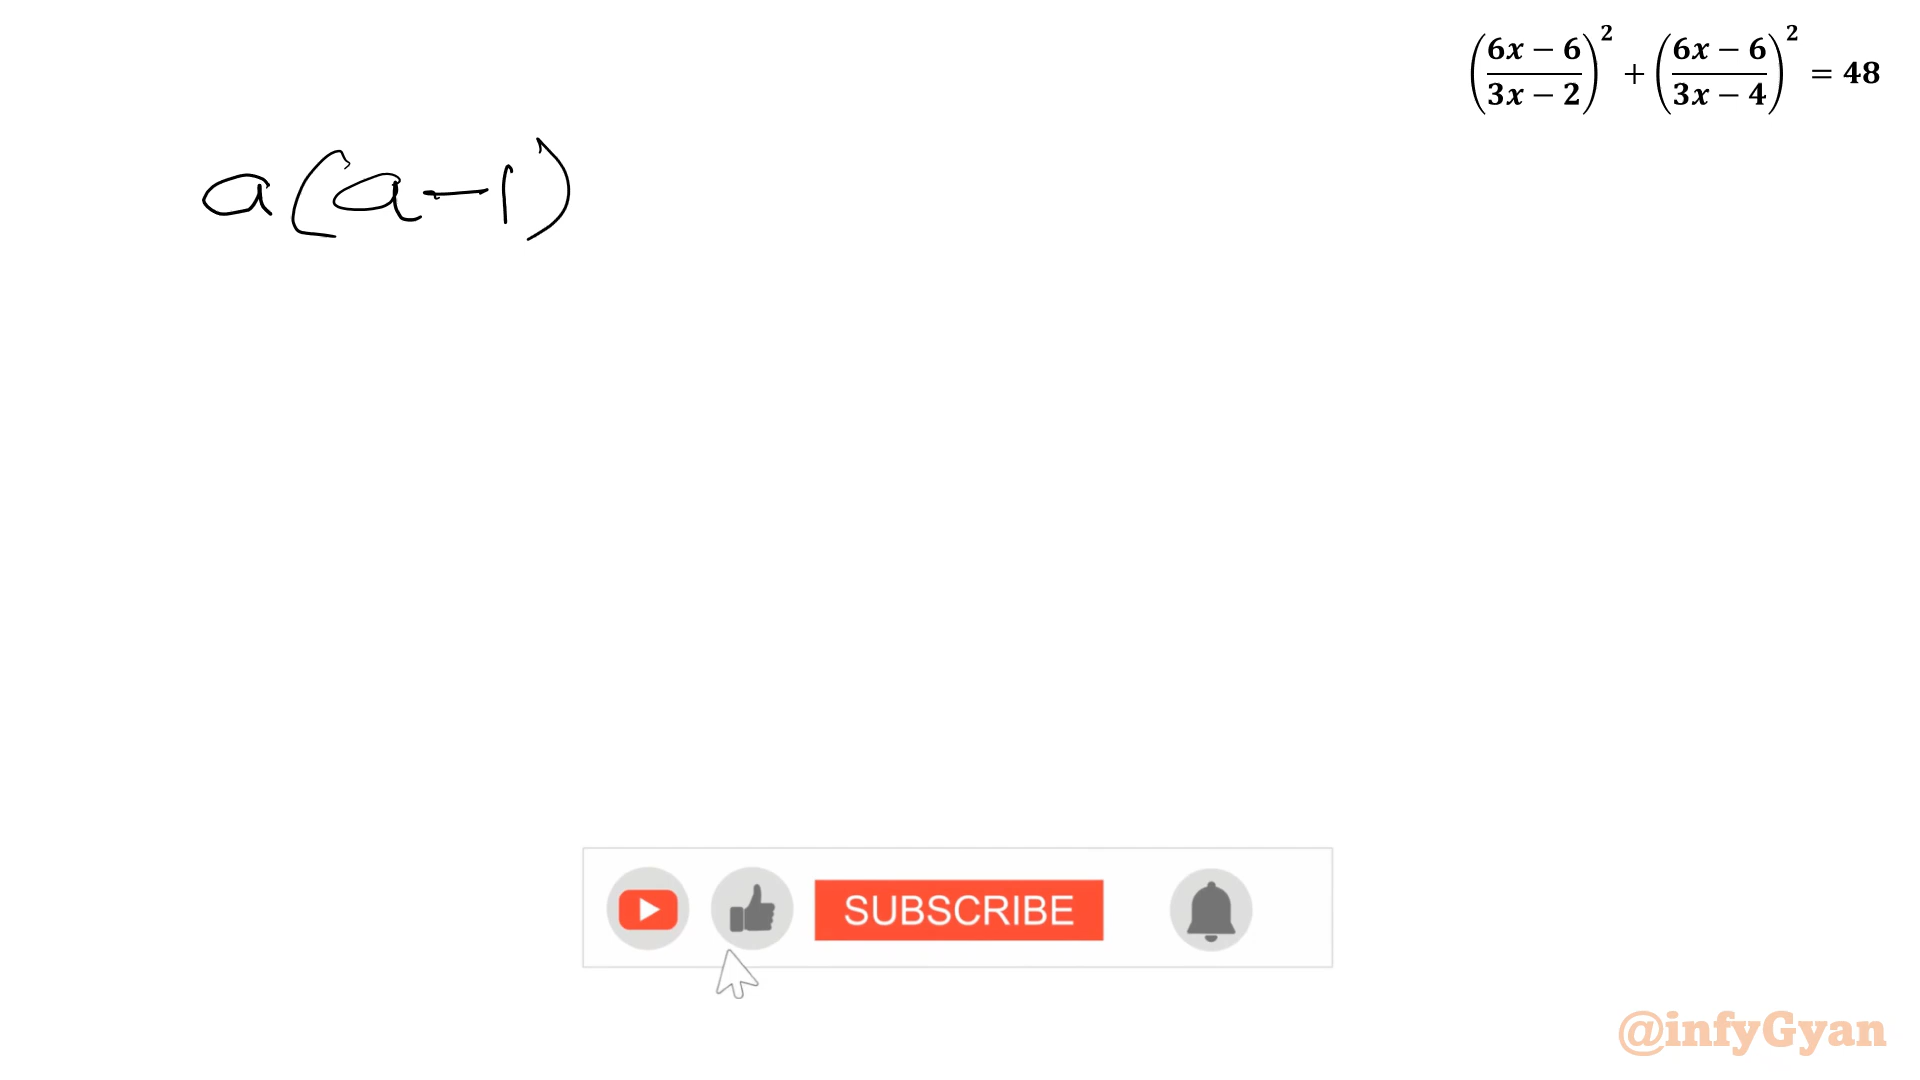 (6x − 6 / 3x − 2)² + (6x − 6 / 3x − 4)² = 48
a(a−1)
SUBSCRIBE
@infyGyan